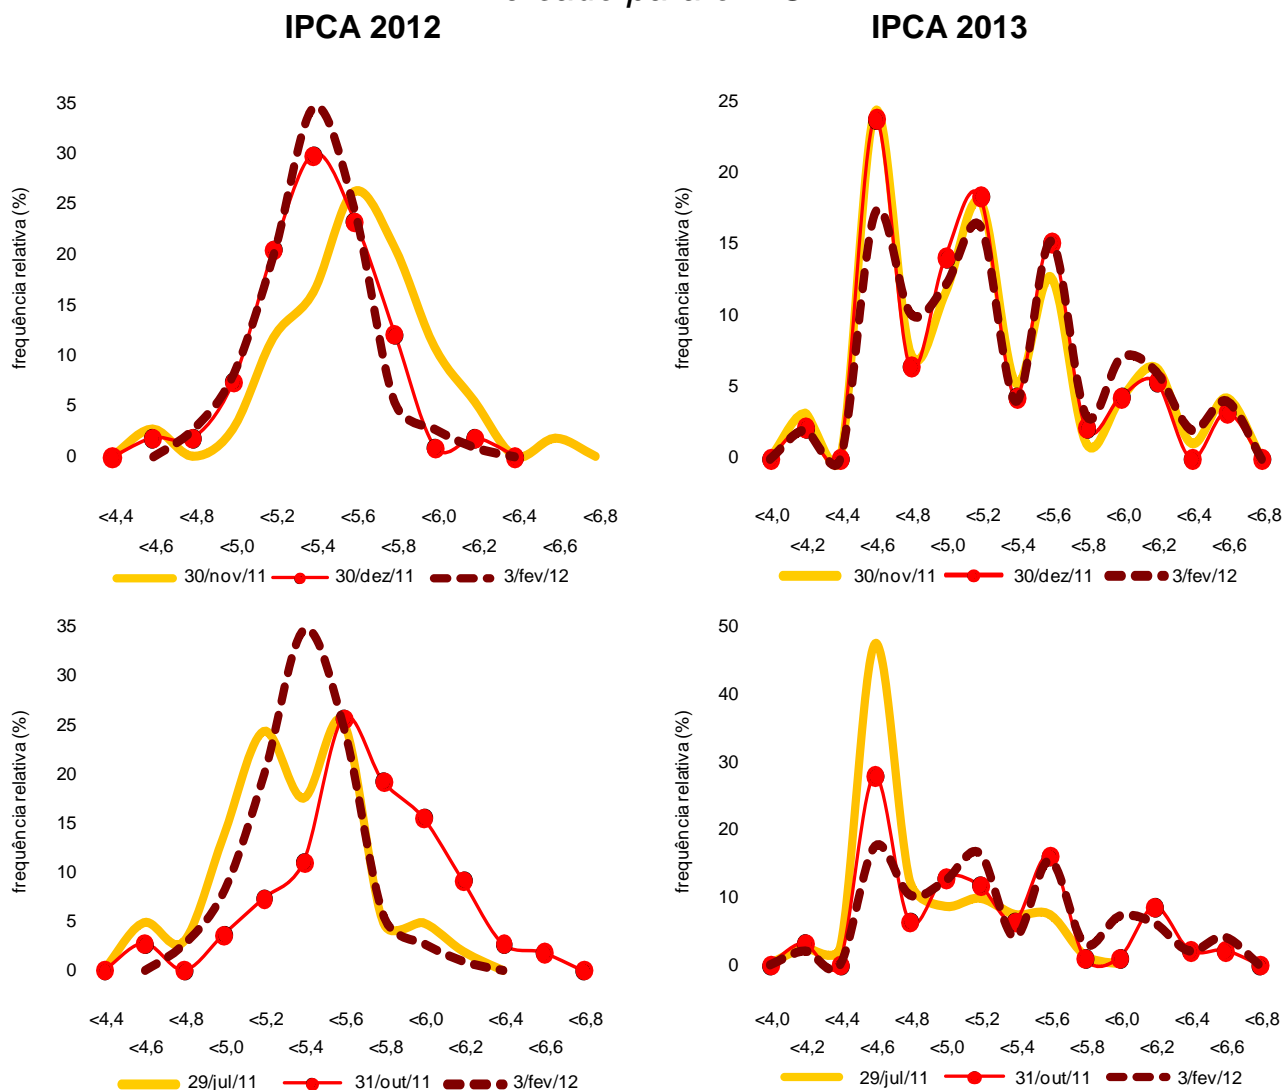 IPCA 2012
IPCA 2013
frequência relativa (%)
35
30
25
20
15
10
5
0
<4,4 <4,8 <5,2 <5,6 <6,0 <6,4 <6,8
<4,6 <5,0 <5,4 <5,8 <6,2 <6,6
30/nov/11 30/dez/11 3/fev/12
frequência relativa (%)
25
20
15
10
5
0
<4,0 <4,4 <4,8 <5,2 <5,6 <6,0 <6,4 <6,8
<4,2 <4,6 <5,0 <5,4 <5,8 <6,2 <6,6
30/nov/11 30/dez/11 3/fev/12
frequência relativa (%)
35
30
25
20
15
10
5
0
<4,4 <4,8 <5,2 <5,6 <6,0 <6,4 <6,8
<4,6 <5,0 <5,4 <5,8 <6,2 <6,6
29/jul/11 31/out/11 3/fev/12
frequência relativa (%)
50
40
30
20
10
0
<4,0 <4,4 <4,8 <5,2 <5,6 <6,0 <6,4 <6,8
<4,2 <4,6 <5,0 <5,4 <5,8 <6,2 <6,6
29/jul/11 31/out/11 3/fev/12